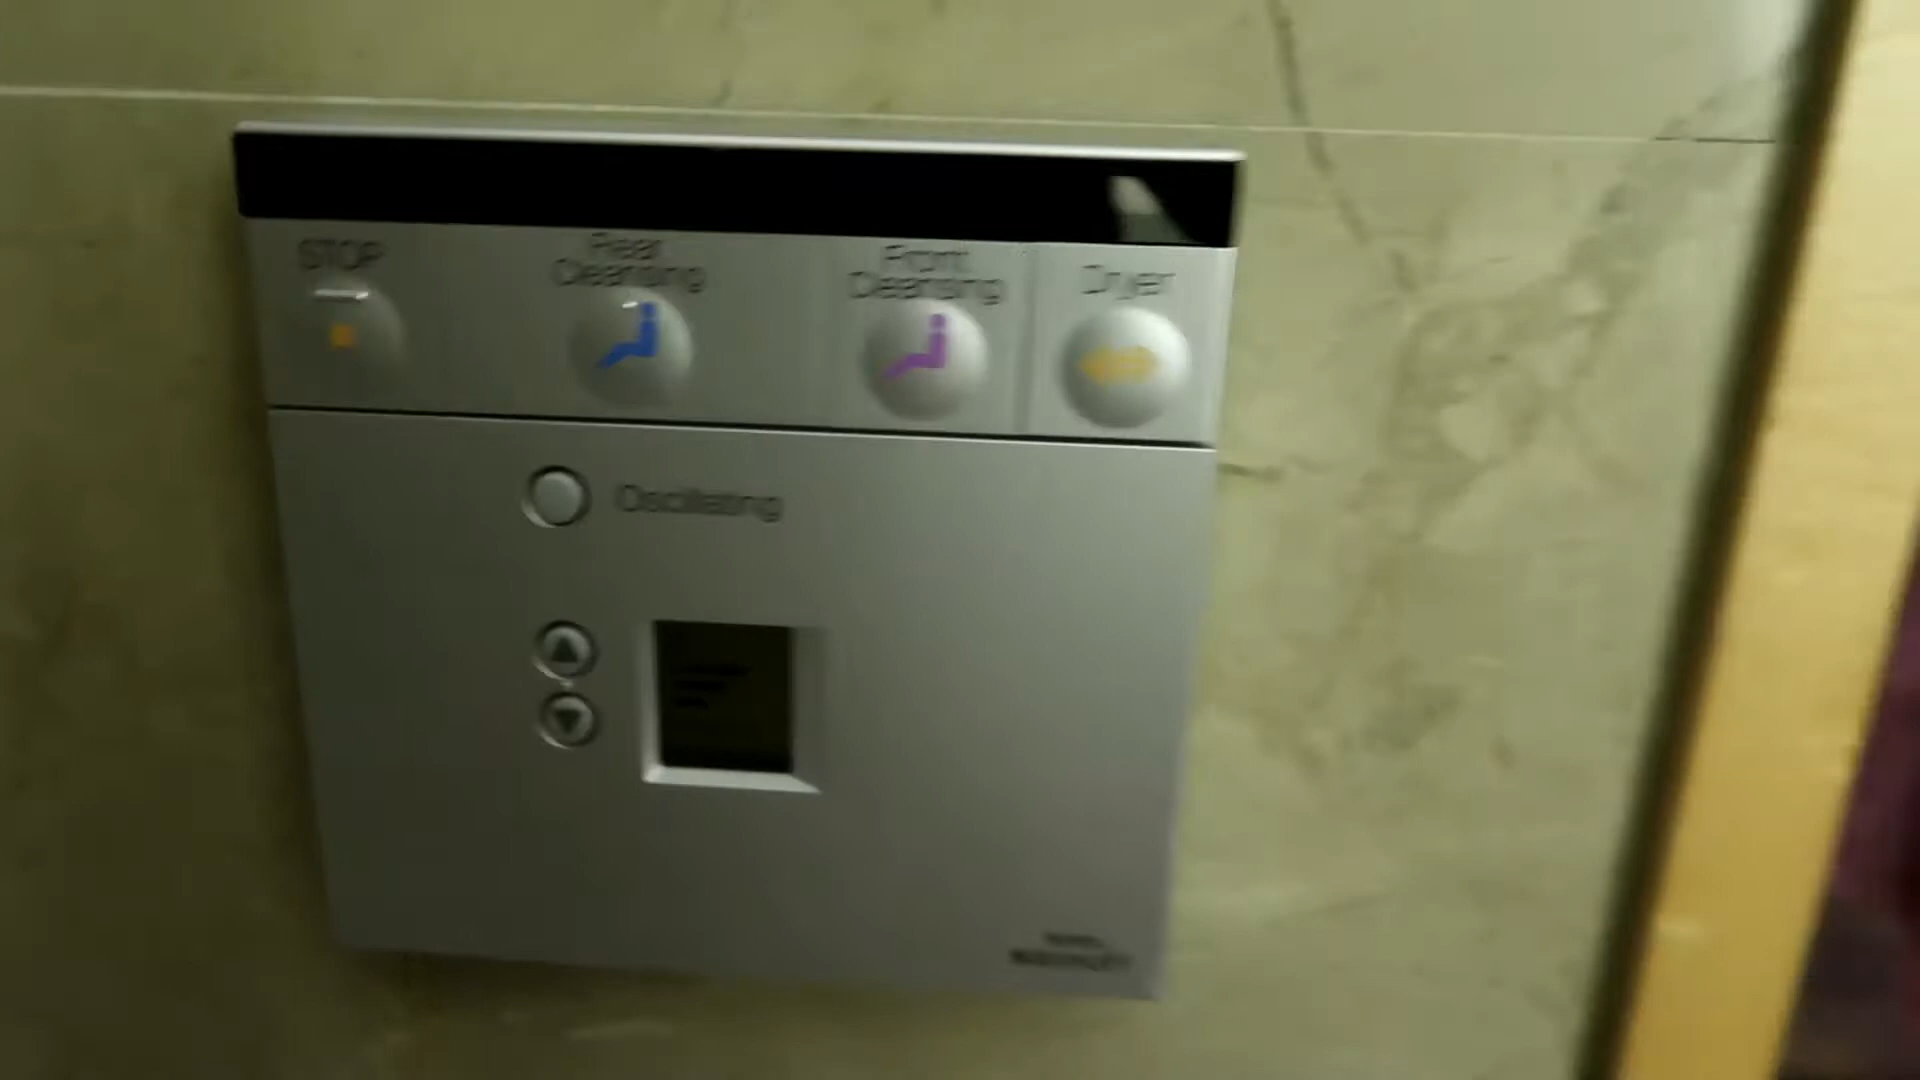 STOP
Rear
Cleansing
Front
Cleansing
Dryer
Oscillating